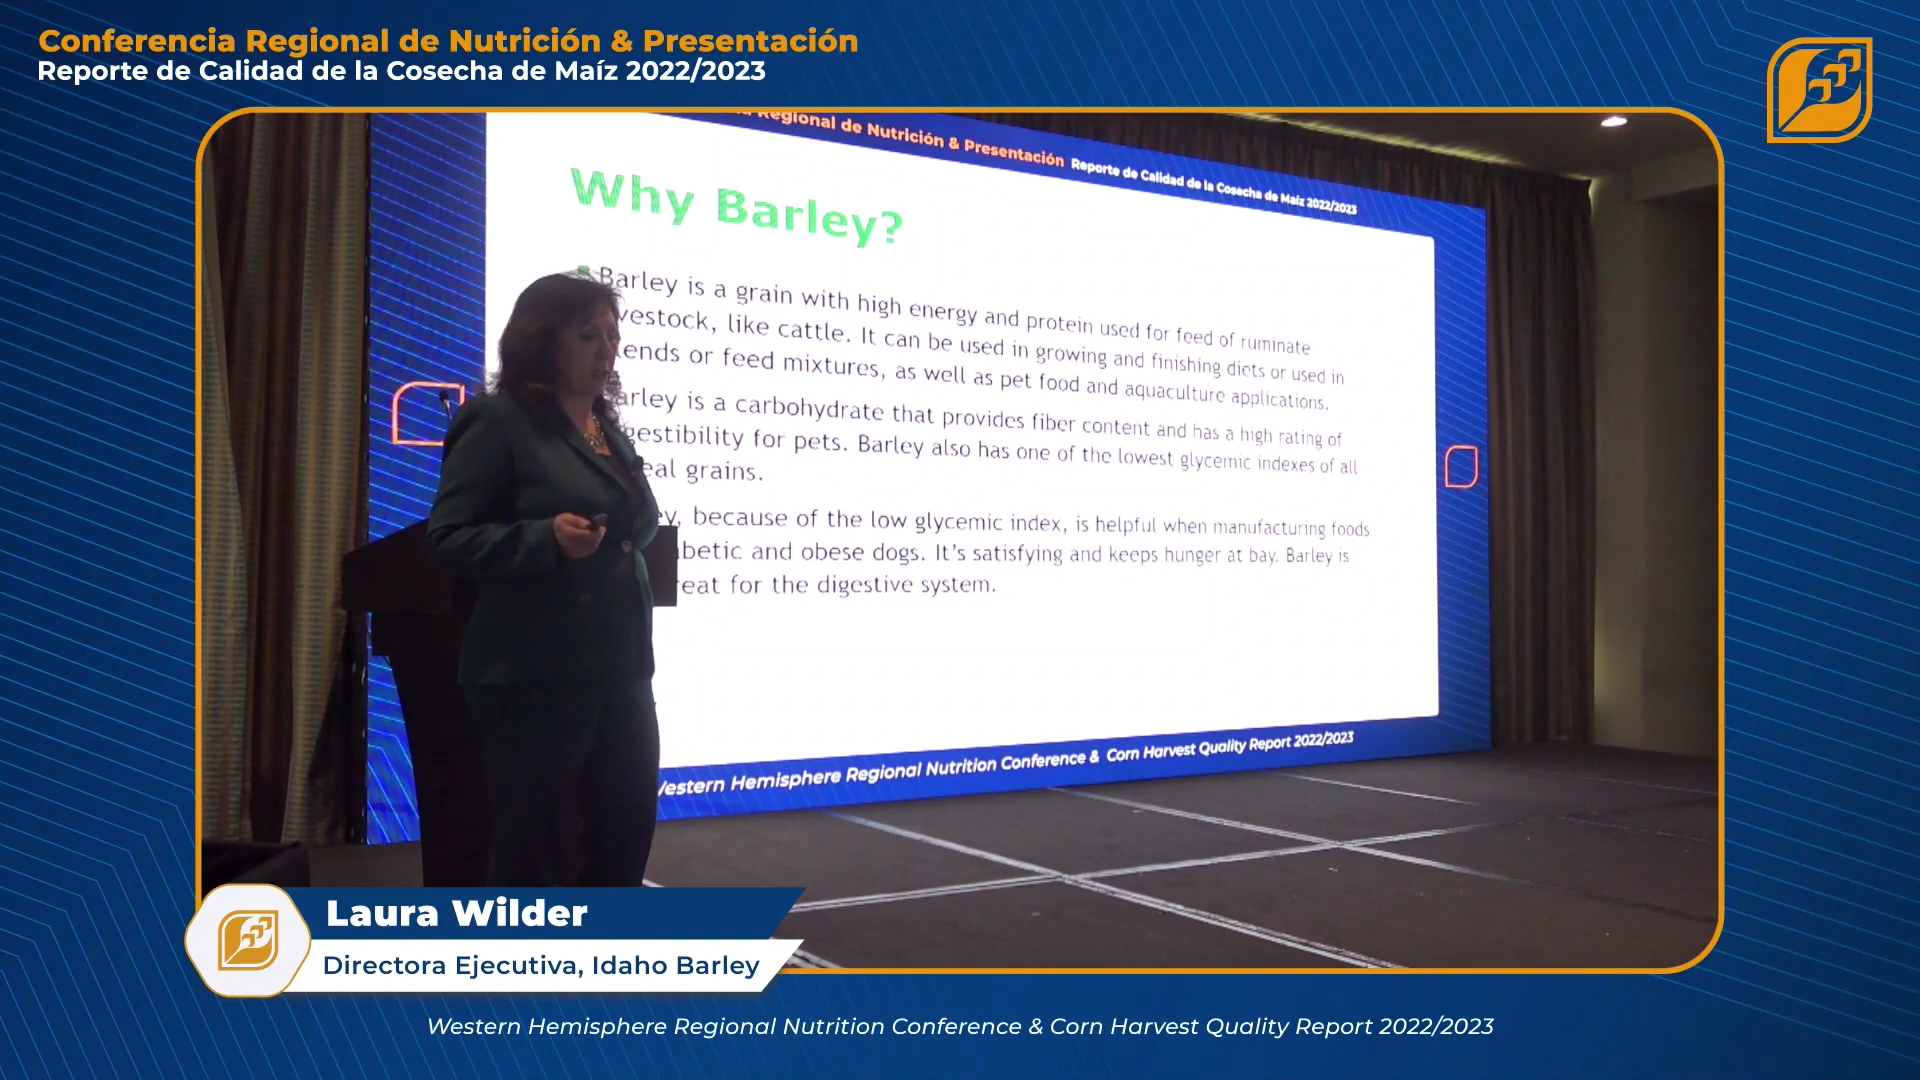 Conferencia Regional de Nutrición & Presentación
Reporte de Calidad de la Cosecha de Maíz 2022/2023
Regional de Nutrición & Presentación Reporte de Calidad de la Cosecha de Maíz 2022/2023
Why Barley?
Barley is a grain with high energy and protein used for feed of ruminate
vestock, like cattle. It can be used in growing and finishing diets or used in
ends or feed mixtures, as well as pet food and aquaculture applications.
arley is a carbohydrate that provides fiber content and has a high rating of
gestibility for pets. Barley also has one of the lowest glycemic indexes of all
eal grains.
ey, because of the low glycemic index, is helpful when manufacturing foods
betic and obese dogs. It's satisfying and keeps hunger at bay. Barley is
reat for the digestive system.
Western Hemisphere Regional Nutrition Conference & Corn Harvest Quality Report 2022/2023
Laura Wilder
Directora Ejecutiva, Idaho Barley
Western Hemisphere Regional Nutrition Conference & Corn Harvest Quality Report 2022/2023